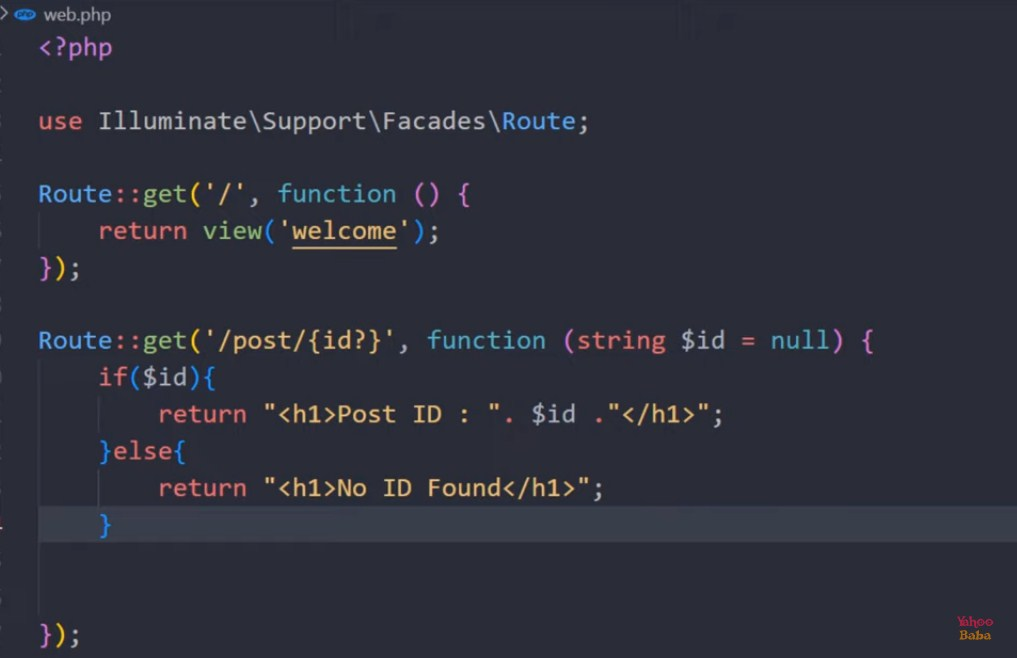 web.php
<?php
use Illuminate\Support\Facades\Route;
Route::get('/', function () {
    return view('welcome');
});
Route::get('/post/{id?}', function (string $id = null) {
    if($id){
        return "<h1>Post ID : ". $id ."</h1>";
    }else{
        return "<h1>No ID Found</h1>";
    }
});
Yahoo
Baba